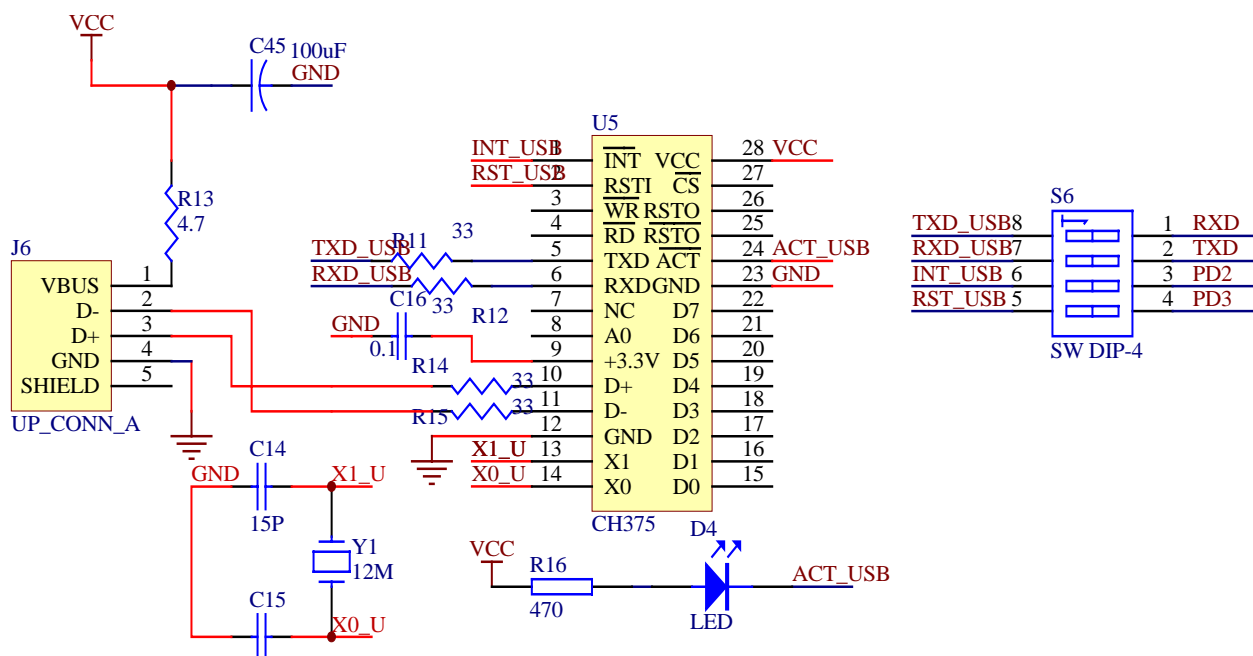 VCC
C45
100uF
GND
R13
4.7
J6
VBUS 1
D- 2
D+ 3
GND 4
SHIELD 5
UP_CONN_A
U5
INT_USB 1 INT VCC 28 VCC
RST_USB 2 RSTI CS 27
3 WR RSTO 26
4 RD RSTO 25
TXD_USB R11 33 5 TXD ACT 24 ACT_USB
RXD_USB 33 R12 6 RXD GND 23 GND
7 NC D7 22
8 A0 D6 21
GND C16 0.1 9 +3.3V D5 20
R14 33 10 D+ D4 19
R15 33 11 D- D3 18
12 GND D2 17
X1_U 13 X1 D1 16
X0_U 14 X0 D0 15
CH375
S6
TXD_USB 8 1 RXD
RXD_USB 7 2 TXD
INT_USB 6 3 PD2
RST_USB 5 4 PD3
SW DIP-4
GND
C14
15P
X1_U
Y1
12M
C15
X0_U
VCC
R16
470
D4
LED
ACT_USB